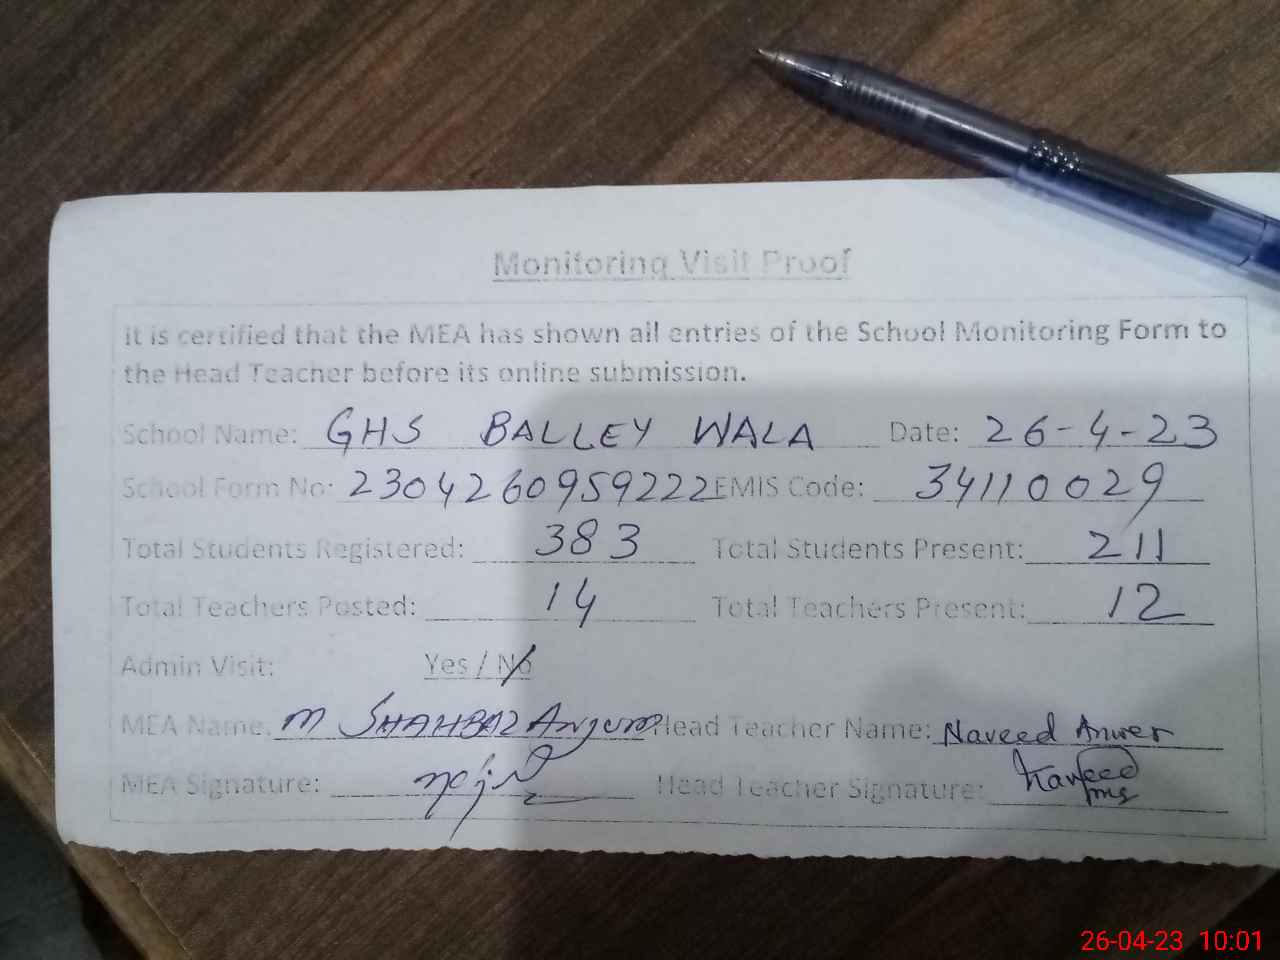 Monitoring Visit Proof
It is certified that the MEA has shown all entries of the School Monitoring Form to
the Head Teacher before its online submission.
School Name: GHS BALLEY WALA Date: 26-4-23
School Form No: 2304260959222 EMIS Code: 34110029
Total Students Registered: 383 Total Students Present: 211
Total Teachers Posted: 14 Total Teachers Present: 12
Admin Visit: Yes / No
MEA Name: M SHAHBAZ Anjum Head Teacher Name: Naveed Anwer
MEA Signature: Head Teacher Signature:
26-04-23 10:01